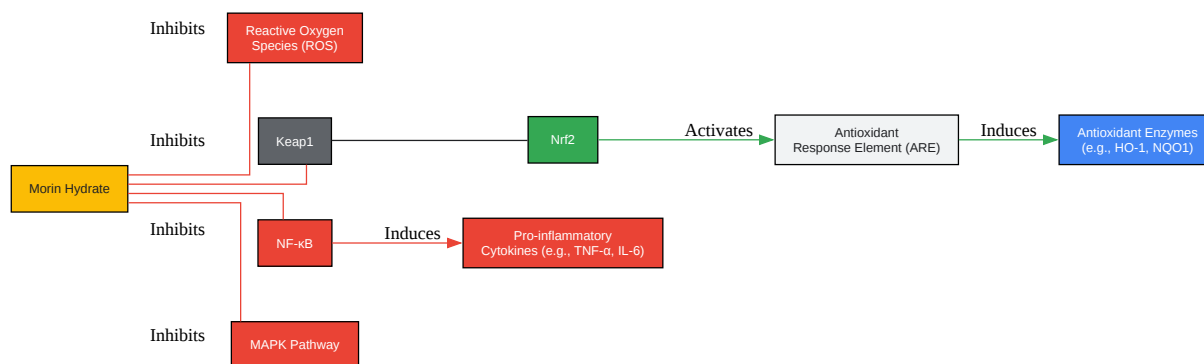 Inhibits
Reactive Oxygen
Species (ROS)
Inhibits
Keap1
Nrf2
Activates
Antioxidant
Response Element (ARE)
Induces
Antioxidant Enzymes
(e.g., HO-1, NQO1)
Morin Hydrate
Inhibits
NF-κB
Induces
Pro-inflammatory
Cytokines (e.g., TNF-α, IL-6)
Inhibits
MAPK Pathway